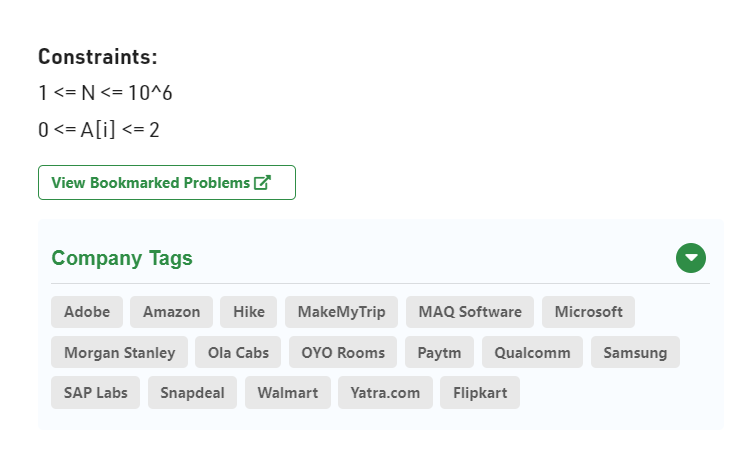 Constraints:
1 <= N <= 10^6
0 <= A[i] <= 2
View Bookmarked Problems
Company Tags
Adobe Amazon Hike MakeMyTrip MAQ Software Microsoft
Morgan Stanley Ola Cabs OYO Rooms Paytm Qualcomm Samsung
SAP Labs Snapdeal Walmart Yatra.com Flipkart